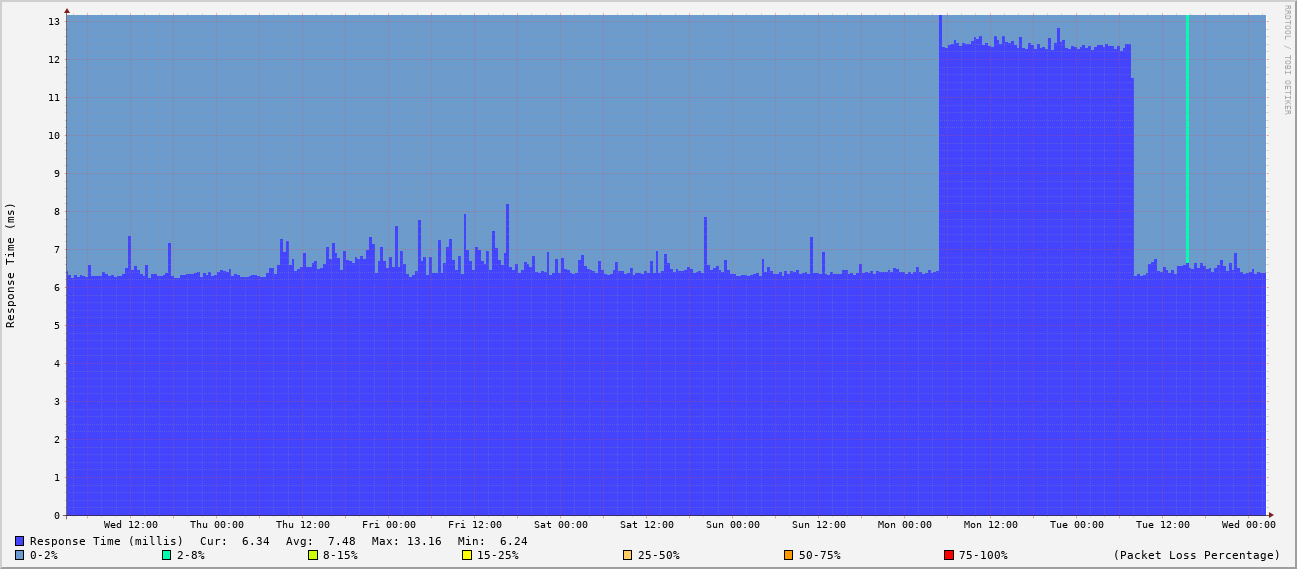 RRDTOOL / TOBI OETIKER
Response Time (ms)
13
12
11
10
9
8
7
6
5
4
3
2
1
0
Wed 12:00 Thu 00:00 Thu 12:00 Fri 00:00 Fri 12:00 Sat 00:00 Sat 12:00 Sun 00:00 Sun 12:00 Mon 00:00 Mon 12:00 Tue 00:00 Tue 12:00 Wed 00:00
Response Time (millis) Cur: 6.34 Avg: 7.48 Max: 13.16 Min: 6.24
0-2% 2-8% 8-15% 15-25% 25-50% 50-75% 75-100% (Packet Loss Percentage)